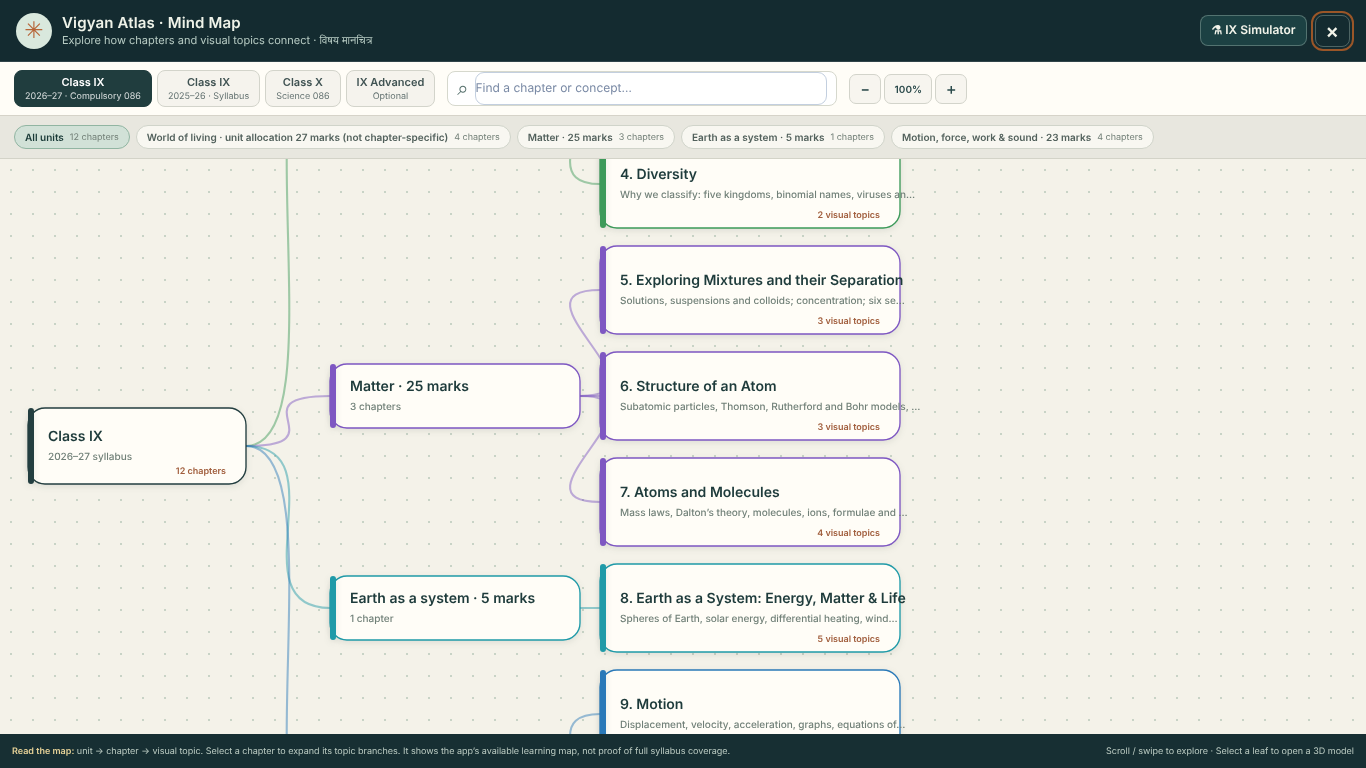 Vigyan Atlas · Mind Map
Explore how chapters and visual topics connect · विषय मानचित्र
IX Simulator
×
Class IX
2026–27 · Compulsory 086
Class IX
2025–26 · Syllabus
Class X
Science 086
IX Advanced
Optional
Find a chapter or concept...
−
100%
+
All units 12 chapters
World of living · unit allocation 27 marks (not chapter-specific) 4 chapters
Matter · 25 marks 3 chapters
Earth as a system · 5 marks 1 chapters
Motion, force, work & sound · 23 marks 4 chapters
4. Diversity
Why we classify: five kingdoms, binomial names, viruses an...
2 visual topics
5. Exploring Mixtures and their Separation
Solutions, suspensions and colloids; concentration; six se...
3 visual topics
Matter · 25 marks
3 chapters
6. Structure of an Atom
Subatomic particles, Thomson, Rutherford and Bohr models, ...
3 visual topics
Class IX
2026–27 syllabus
12 chapters
7. Atoms and Molecules
Mass laws, Dalton’s theory, molecules, ions, formulae and ...
4 visual topics
Earth as a system · 5 marks
1 chapter
8. Earth as a System: Energy, Matter & Life
Spheres of Earth, solar energy, differential heating, wind...
5 visual topics
9. Motion
Displacement, velocity, acceleration, graphs, equations of...
Read the map: unit → chapter → visual topic. Select a chapter to expand its topic branches. It shows the app’s available learning map, not proof of full syllabus coverage.
Scroll / swipe to explore · Select a leaf to open a 3D model